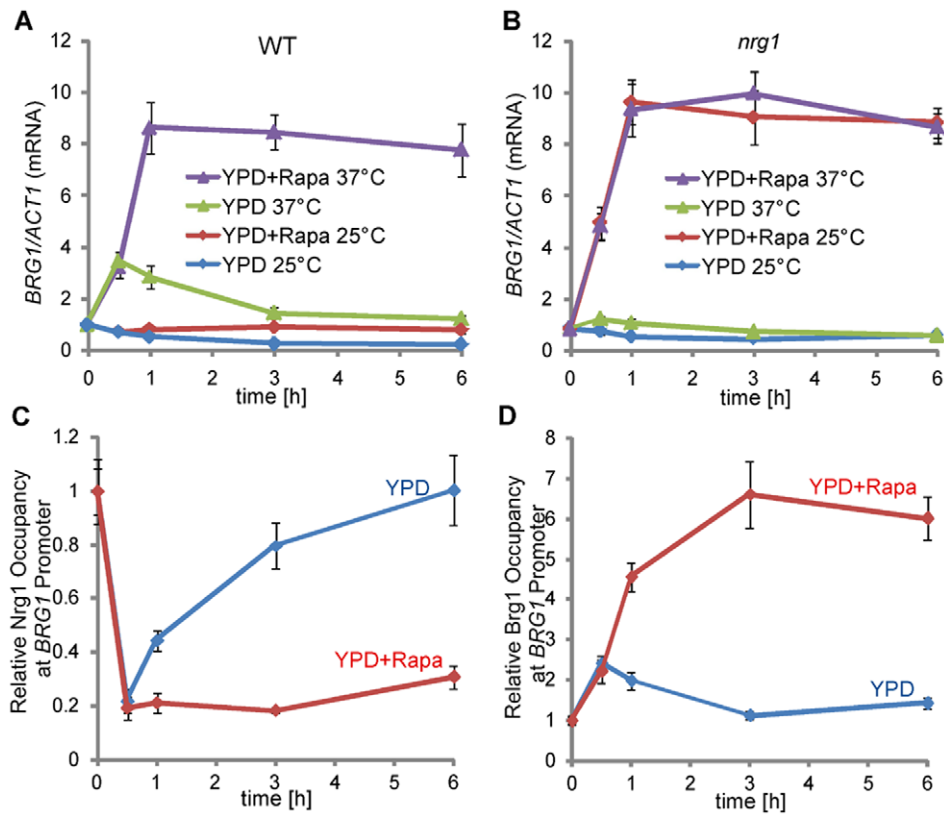 A
WT
BRG1/ACT1 (mRNA)
12
10
8
6
4
2
0
YPD+Rapa 37°C
YPD 37°C
YPD+Rapa 25°C
YPD 25°C
0 1 2 3 4 5 6
time [h]
B
nrg1
BRG1/ACT1 (mRNA)
12
10
8
6
4
2
0
YPD+Rapa 37°C
YPD 37°C
YPD+Rapa 25°C
YPD 25°C
0 1 2 3 4 5 6
time [h]
C
Relative Nrg1 Occupancy
at BRG1 Promoter
1.2
1
0.8
0.6
0.4
0.2
0
YPD
YPD+Rapa
0 1 2 3 4 5 6
time [h]
D
Relative Brg1 Occupancy
at BRG1 Promoter
8
7
6
5
4
3
2
1
0
YPD+Rapa
YPD
0 1 2 3 4 5 6
time [h]